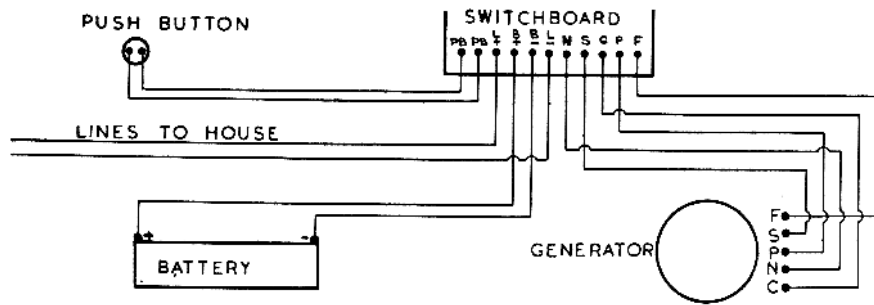 SWITCHBOARD
PUSH BUTTON
PB PB L+ B+ B- L- N S C P F
LINES TO HOUSE
+ -
BATTERY
GENERATOR
F
S
P
N
C